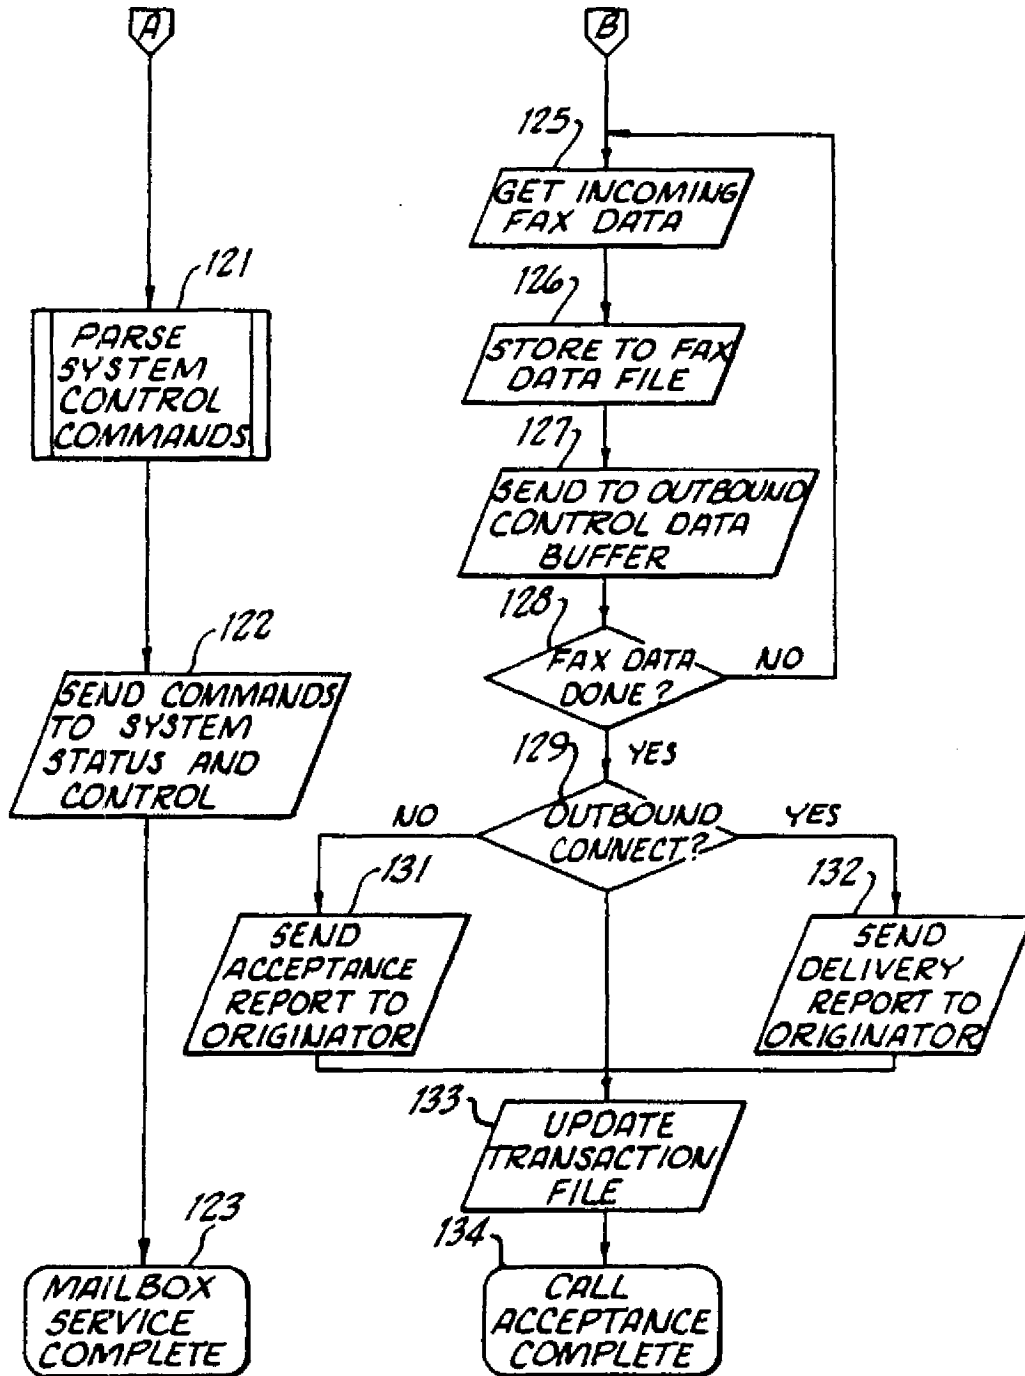 A
121
PARSE
SYSTEM
CONTROL
COMMANDS
122
SEND COMMANDS
TO SYSTEM
STATUS AND
CONTROL
123
MAILBOX
SERVICE
COMPLETE
B
125
GET INCOMING
FAX DATA
126
STORE TO FAX
DATA FILE
127
SEND TO OUTBOUND
CONTROL DATA
BUFFER
128
FAX DATA
DONE?
NO
YES
129
OUTBOUND
CONNECT?
NO
YES
131
SEND
ACCEPTANCE
REPORT TO
ORIGINATOR
132
SEND
DELIVERY
REPORT TO
ORIGINATOR
133
UPDATE
TRANSACTION
FILE
134
CALL
ACCEPTANCE
COMPLETE